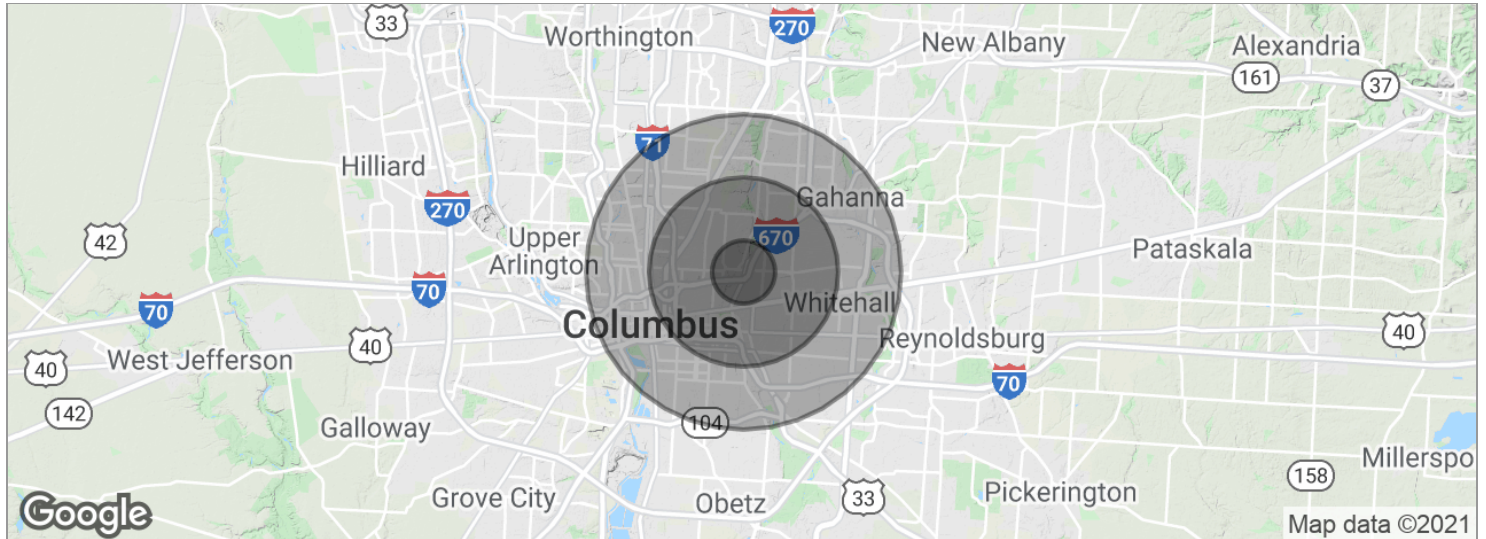 33
Worthington
270
New Albany
Alexandria
161
37
71
Hilliard
Gahanna
270
42
Upper
Arlington
670
Pataskala
70
70
Whitehall
Columbus
40
West Jefferson
40
Reynoldsburg
40
70
142
Galloway
104
Millerspo
158
Grove City
Obetz
33
Pickerington
Google
Map data ©2021